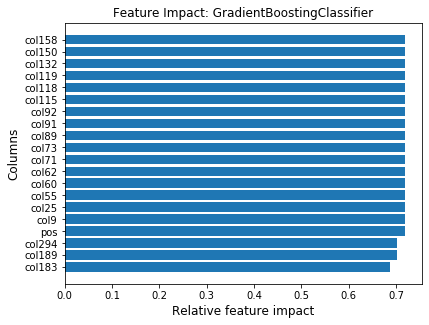 Feature Impact: GradientBoostingClassifier
col158
col150
col132
col119
col118
col115
col92
col91
col89
col73
col71
col62
col60
col55
col25
col9
pos
col294
col189
col183
Columns
0.0 0.1 0.2 0.3 0.4 0.5 0.6 0.7
Relative feature impact